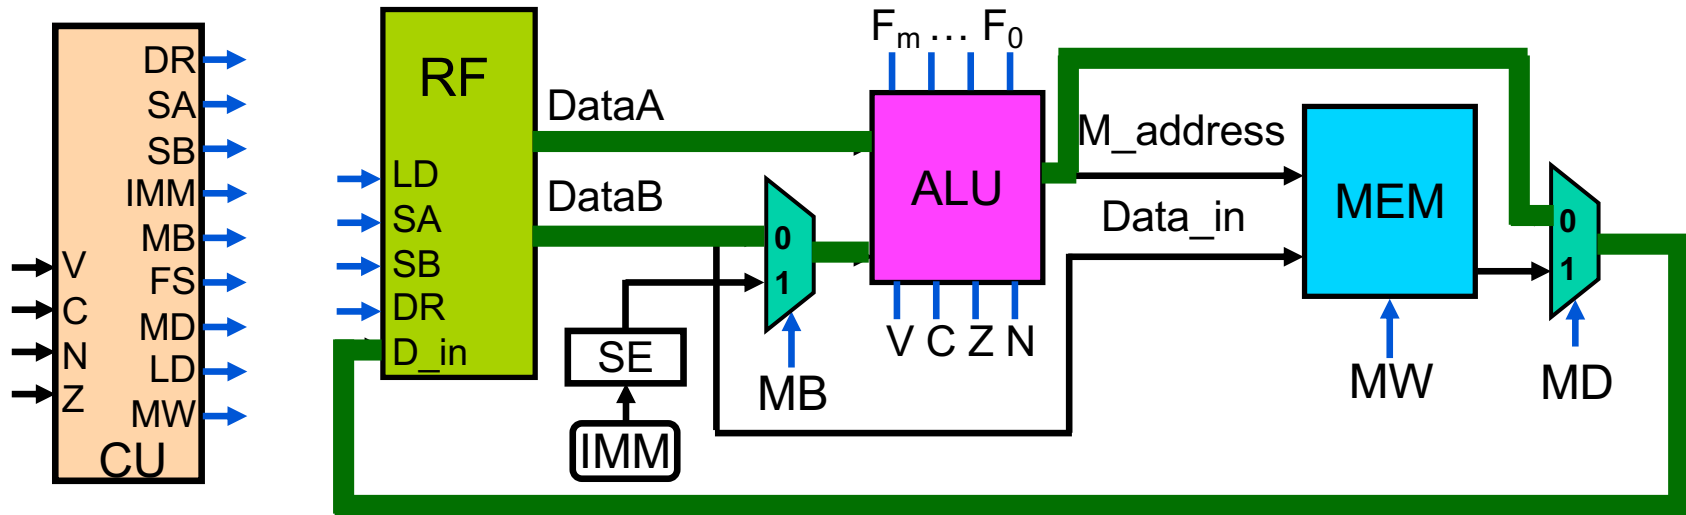 DR
SA
SB
IMM
MB
FS
MD
LD
MW
V
C
N
Z
CU
RF
LD
SA
SB
DR
D_in
DataA
DataB
0
1
SE
IMM
MB
Fm ... F0
ALU
V C Z N
M_address
Data_in
MEM
MW
0
1
MD